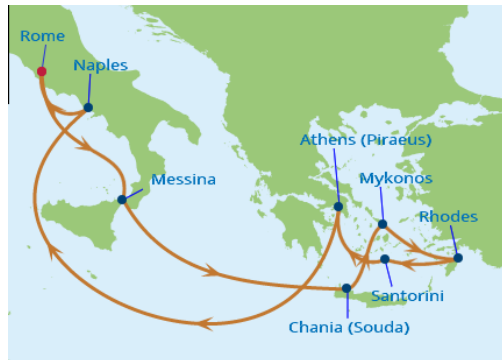 Rome
Naples
Athens (Piraeus)
Messina
Mykonos
Rhodes
Santorini
Chania (Souda)